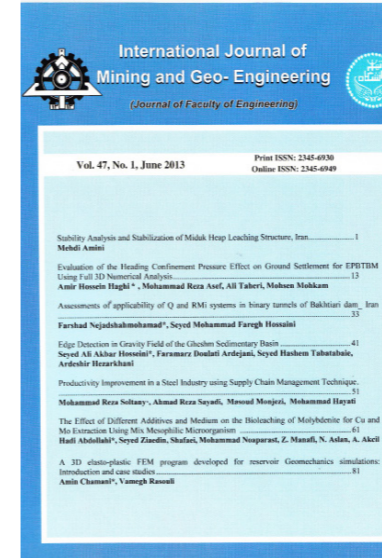 International Journal of
Mining and Geo- Engineering
(Journal of Faculty of Engineering)
Vol. 47, No. 1, June 2013
Print ISSN: 2345-6930
Online ISSN: 2345-6949
Stability Analysis and Stabilization of Miduk Heap Leaching Structure, Iran..................1
Mehdi Amini
Evaluation of the Heading Confinement Pressure Effect on Ground Settlement for EPBTBM
Using Full 3D Numerical Analysis..................13
Amir Hossein Haghi * , Mohammad Reza Asef, Ali Taheri, Mohsen Mohkam
Assessments of applicability of Q and RMi systems in binary tunnels of Bakhtiari dam_ Iran
..................33
Farshad Nejadshahmohamad*, Seyed Mohammad Faregh Hossaini
Edge Detection in Gravity Field of the Gheshm Sedimentary Basin..................41
Seyed Ali Akbar Hosseini*, Faramarz Doulati Ardejani, Seyed Hashem Tabatabaie,
Ardeshir Hezarkhani
Productivity Improvement in a Steel Industry using Supply Chain Management Technique.
..................51
Mohammad Reza Soltany*, Ahmad Reza Sayadi, Masoud Monjezi, Mohammad Hayati
The Effect of Different Additives and Medium on the Bioleaching of Molybdenite for Cu and
Mo Extraction Using Mix Mesophilic Microorganism ..................61
Hadi Abdollahi*, Seyed Ziaedin, Shafaei, Mohammad Noaparast, Z. Manafi, N. Aslan, A. Akcil
A 3D elasto-plastic FEM program developed for reservoir Geomechanics simulations:
Introduction and case studies..................81
Amin Chamani*, Vamegh Rasouli